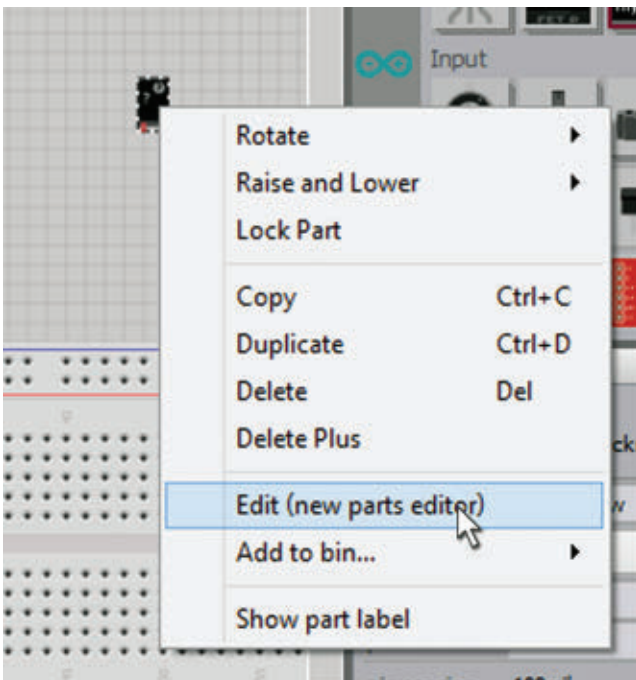 Input
Rotate
Raise and Lower
Lock Part
Copy Ctrl+C
Duplicate Ctrl+D
Delete Del
Delete Plus
Edit (new parts editor)
Add to bin...
Show part label